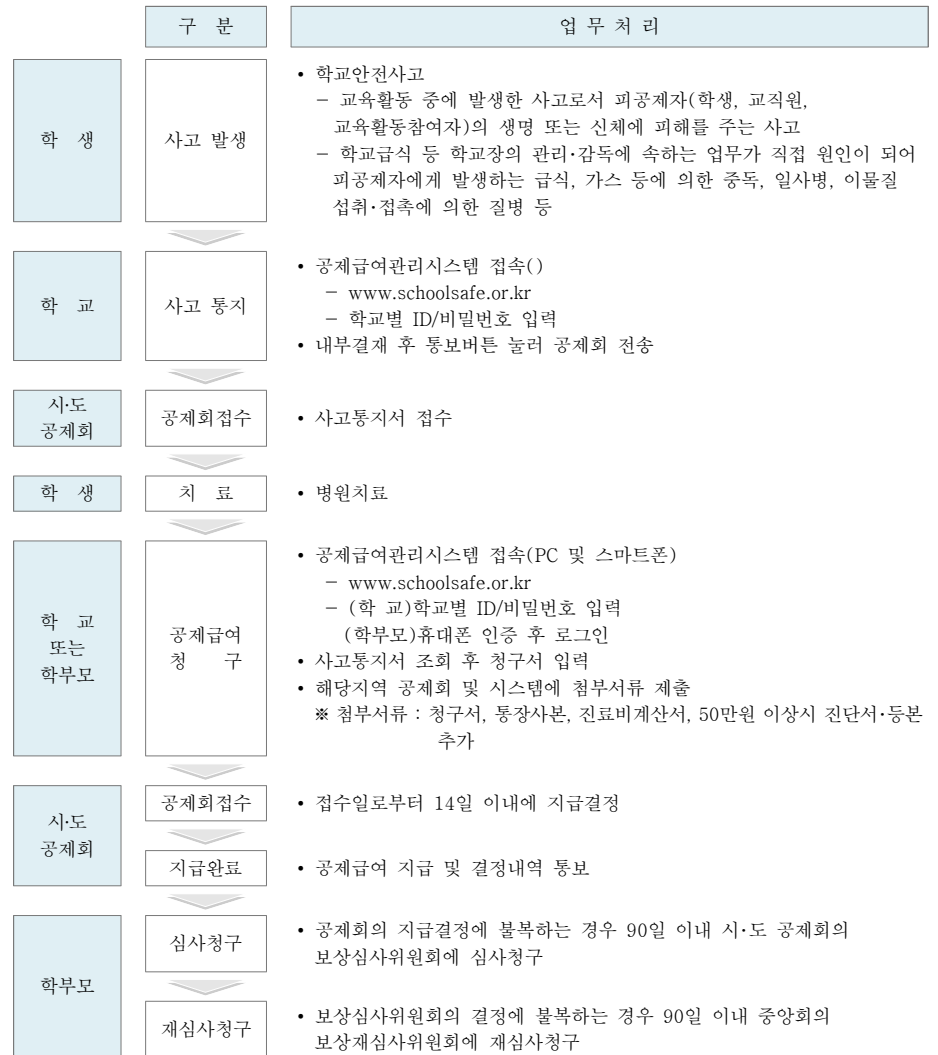 구 분 업 무 처 리
학 생 사고 발생
• 학교안전사고
− 교육활동 중에 발생한 사고로서 피공제자(학생, 교직원,
교육활동참여자)의 생명 또는 신체에 피해를 주는 사고
− 학교급식 등 학교장의 관리·감독에 속하는 업무가 직접 원인이 되어
피공제자에게 발생하는 급식, 가스 등에 의한 중독, 일사병, 이물질
섭취·접촉에 의한 질병 등
학 교 사고 통지
• 공제급여관리시스템 접속()
− www.schoolsafe.or.kr
− 학교별 ID/비밀번호 입력
• 내부결재 후 통보버튼 눌러 공제회 전송
시·도
공제회
공제회접수 • 사고통지서 접수
학 생 치 료 • 병원치료
학 교
또는
학부모
공제급여
청 구
• 공제급여관리시스템 접속(PC 및 스마트폰)
− www.schoolsafe.or.kr
− (학 교)학교별 ID/비밀번호 입력
(학부모)휴대폰 인증 후 로그인
• 사고통지서 조회 후 청구서 입력
• 해당지역 공제회 및 시스템에 첨부서류 제출
※ 첨부서류 : 청구서, 통장사본, 진료비계산서, 50만원 이상시 진단서·등본
추가
시·도
공제회
공제회접수 • 접수일로부터 14일 이내에 지급결정
지급완료 • 공제급여 지급 및 결정내역 통보
학부모
심사청구
• 공제회의 지급결정에 불복하는 경우 90일 이내 시·도 공제회의
보상심사위원회에 심사청구
재심사청구
• 보상심사위원회의 결정에 불복하는 경우 90일 이내 중앙회의
보상재심사위원회에 재심사청구